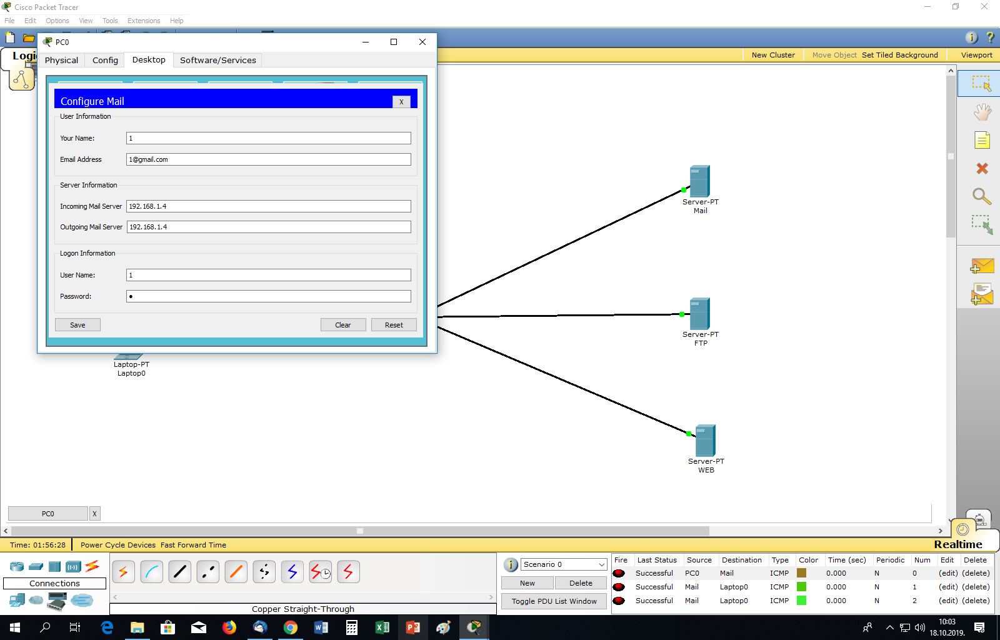 Cisco Packet Tracer
File Edit Options View Tools Extensions Help
PC0
Logi
New Cluster Move Object Set Tiled Background Viewport
Physical Config Desktop Software/Services
Configure Mail X
User Information
Your Name: 1
Email Address 1@gmail.com
Server Information
Incoming Mail Server 192.168.1.4
Outgoing Mail Server 192.168.1.4
Logon Information
User Name: 1
Password: •
Save Clear Reset
Server-PT
Mail
Server-PT
FTP
Laptop-PT
Laptop0
Server-PT
WEB
PC0 X
Time: 01:56:28 Power Cycle Devices Fast Forward Time
Realtime
Connections
Copper Straight-Through
Scenario 0
New Delete
Toggle PDU List Window
Fire Last Status Source Destination Type Color Time (sec) Periodic Num Edit Delete
Successful PC0 Mail ICMP 0.000 N 0 (edit) (delete)
Successful Mail Laptop0 ICMP 0.000 N 1 (edit) (delete)
Successful Mail Laptop0 ICMP 0.000 N 2 (edit) (delete)
10:03
18.10.2019.